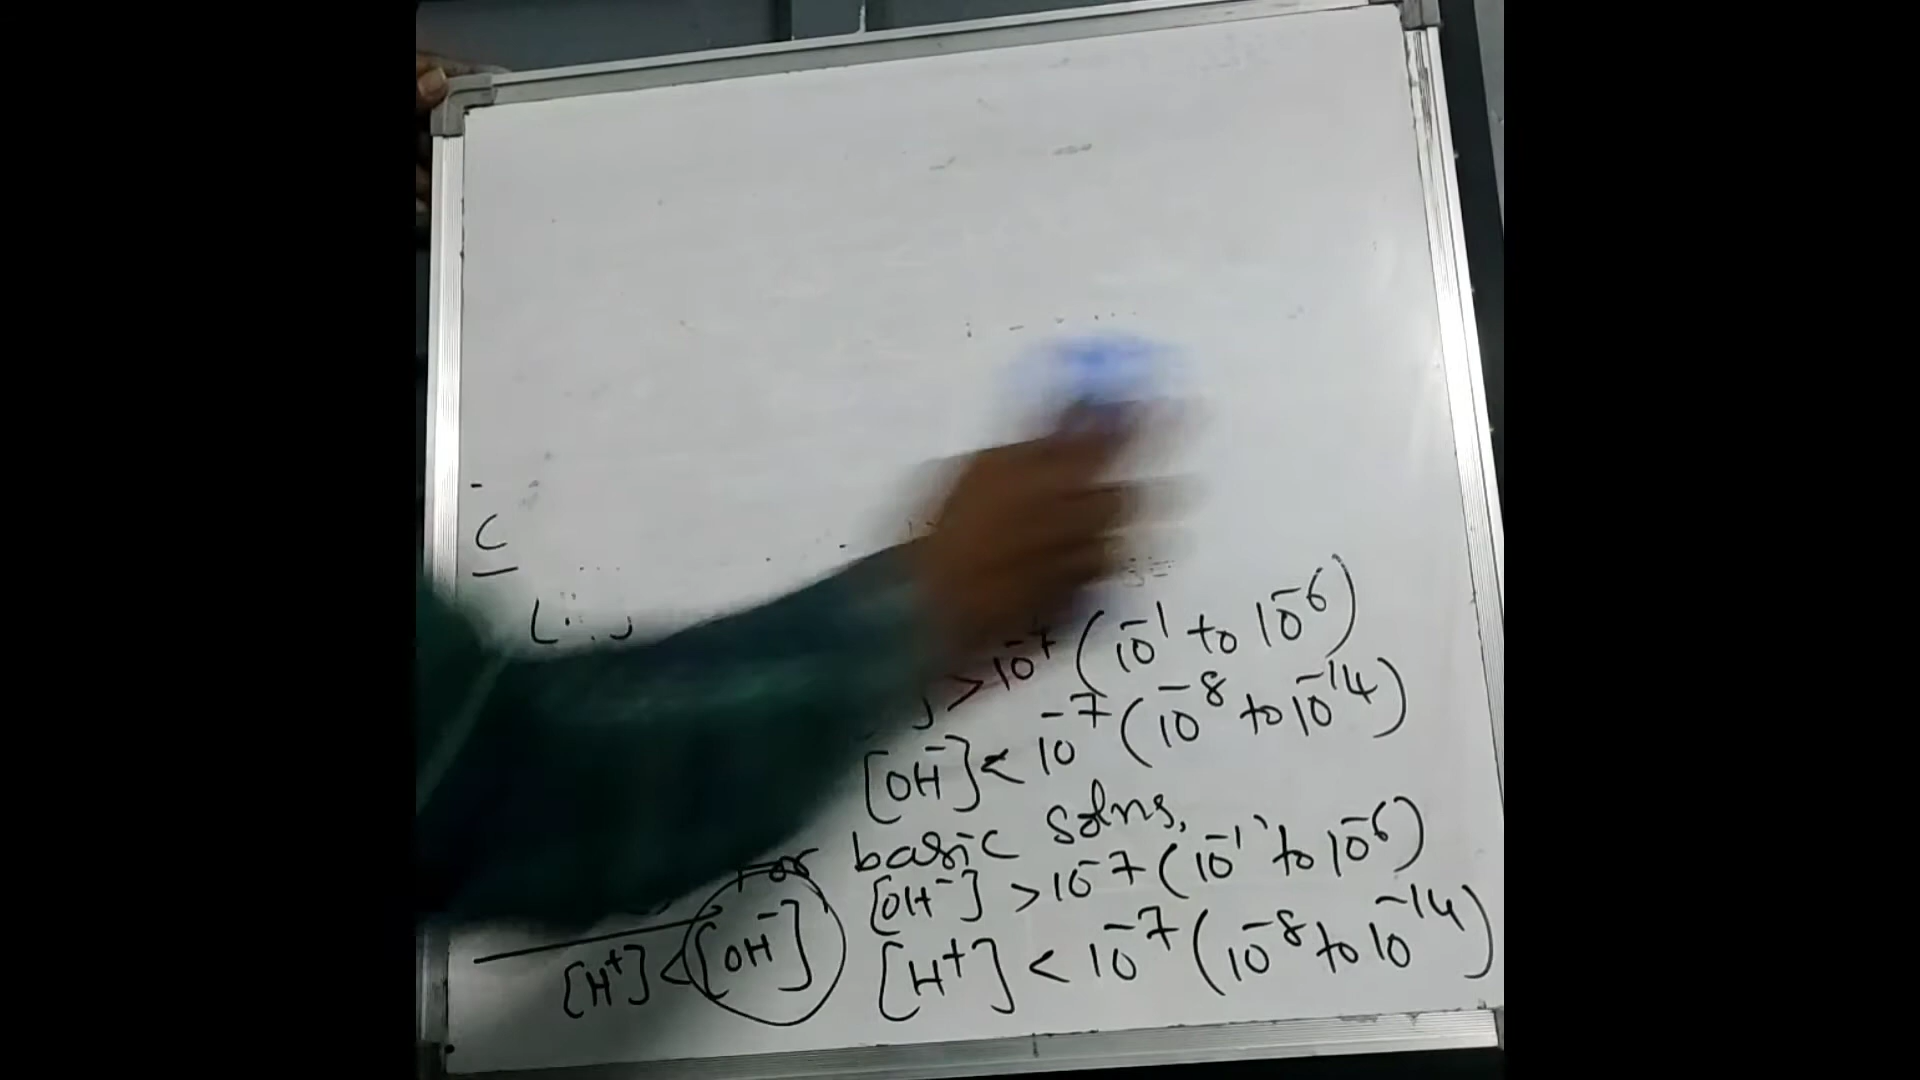 C
> 10⁻⁷ (10⁻¹ to 10⁻⁶)
[OH⁻] < 10⁻⁷ (10⁻⁸ to 10⁻¹⁴)
For basic solns,
[OH⁻] > 10⁻⁷ (10⁻¹ to 10⁻⁶)
[H⁺] < [OH⁻] [H⁺] < 10⁻⁷ (10⁻⁸ to 10⁻¹⁴)